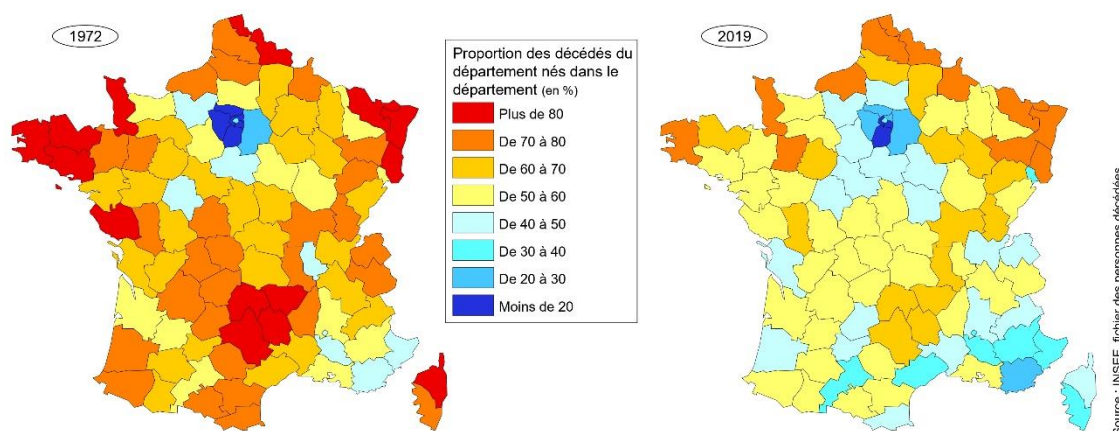 1972
Proportion des décédés du
département nés dans le
département (en %)
Plus de 80
De 70 à 80
De 60 à 70
De 50 à 60
De 40 à 50
De 30 à 40
De 20 à 30
Moins de 20
2019
Source : INSEE, fichier des personnes décédées